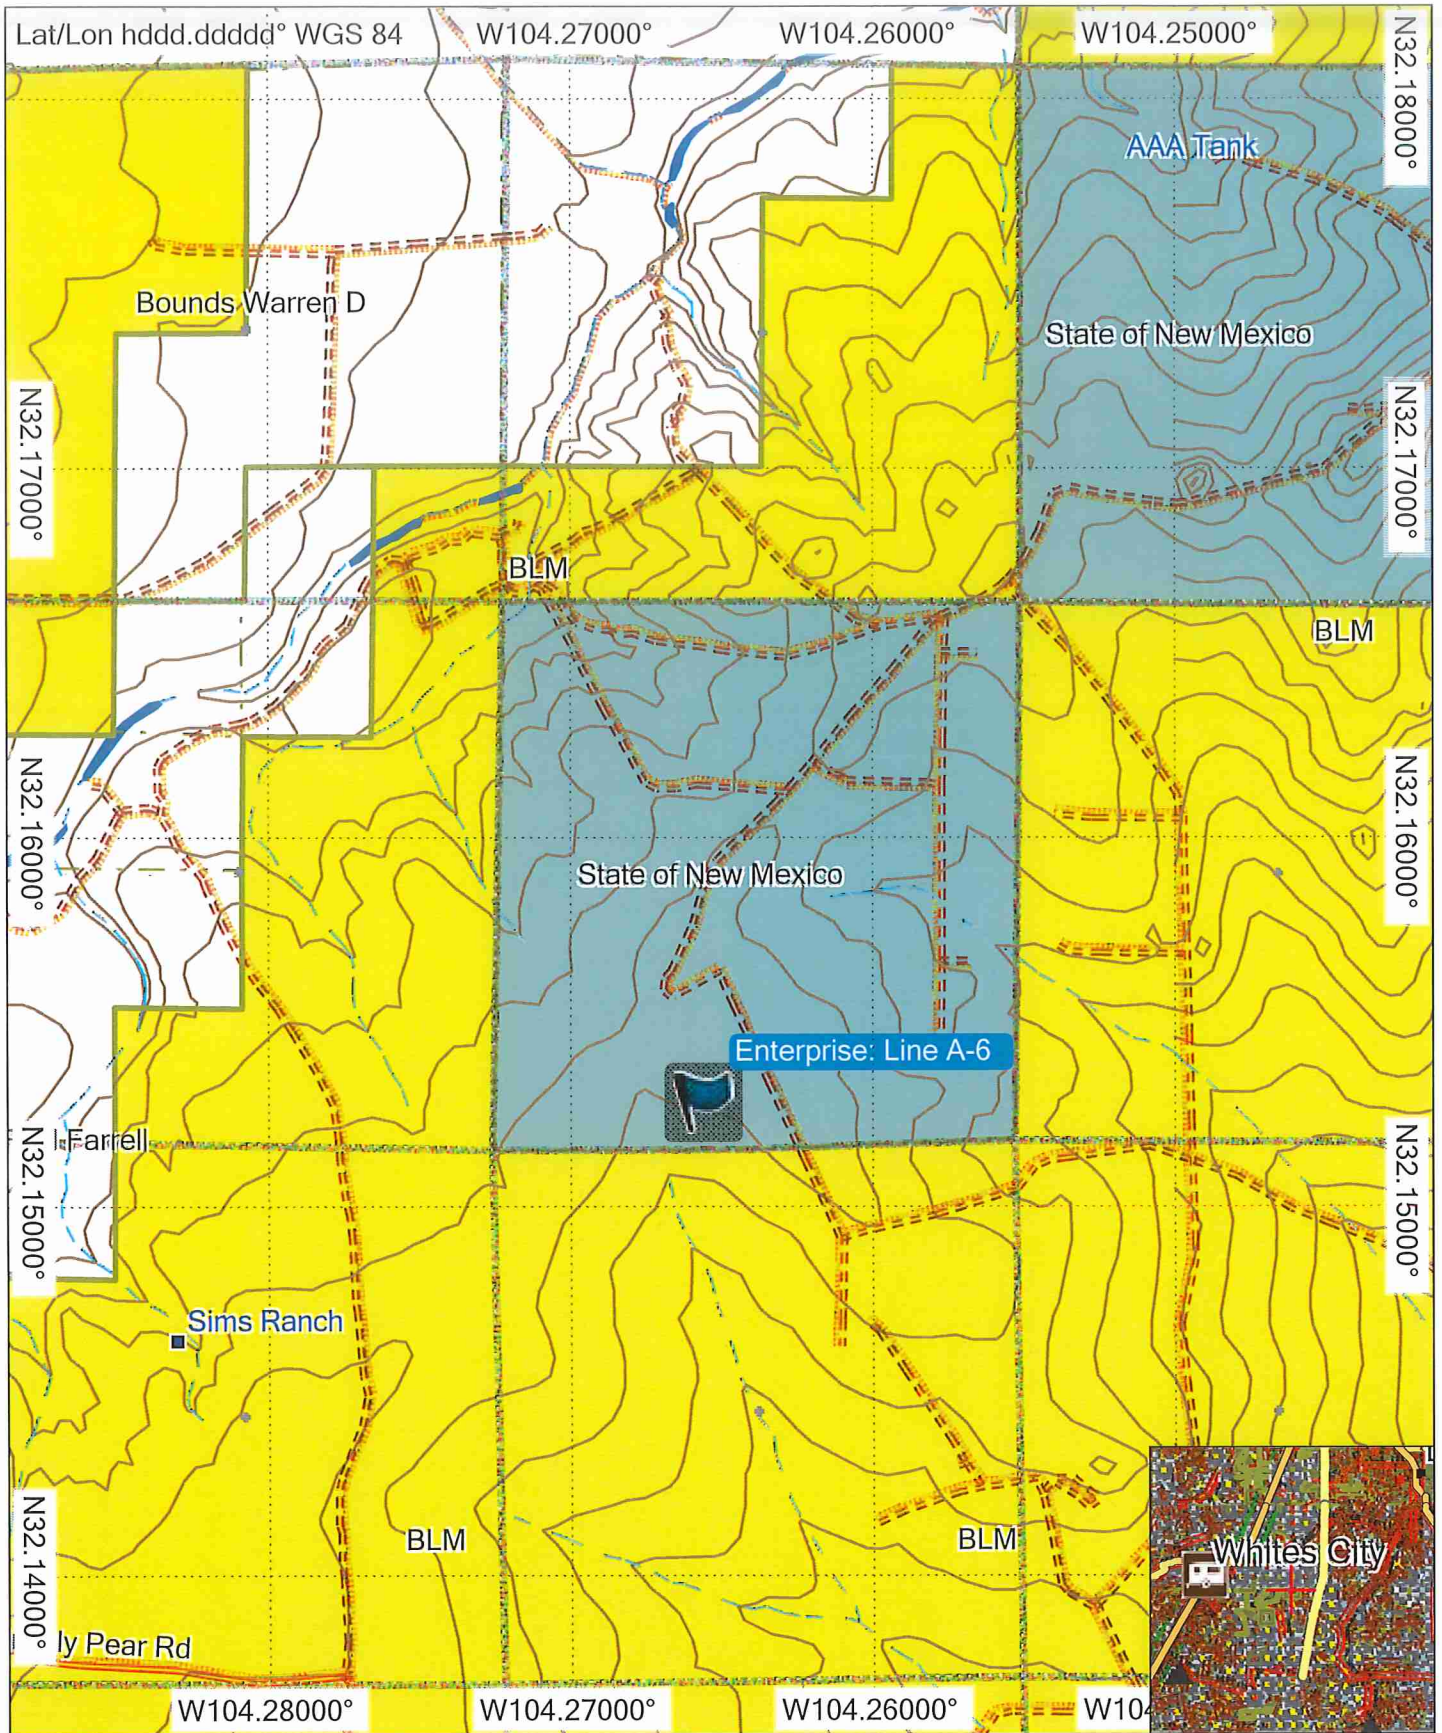 Lat/Lon hddd.ddddd° WGS 84
W104.27000°
W104.26000°
W104.25000°
N32.18000°
AAA Tank
Bounds Warren D
State of New Mexico
N32.17000°
N32.17000°
BLM
BLM
N32.16000°
N32.16000°
State of New Mexico
Enterprise: Line A-6
Farrell
N32.15000°
N32.15000°
Sims Ranch
BLM
BLM
Whites City
N32.14000°
ly Pear Rd
W104.28000°
W104.27000°
W104.26000°
W104